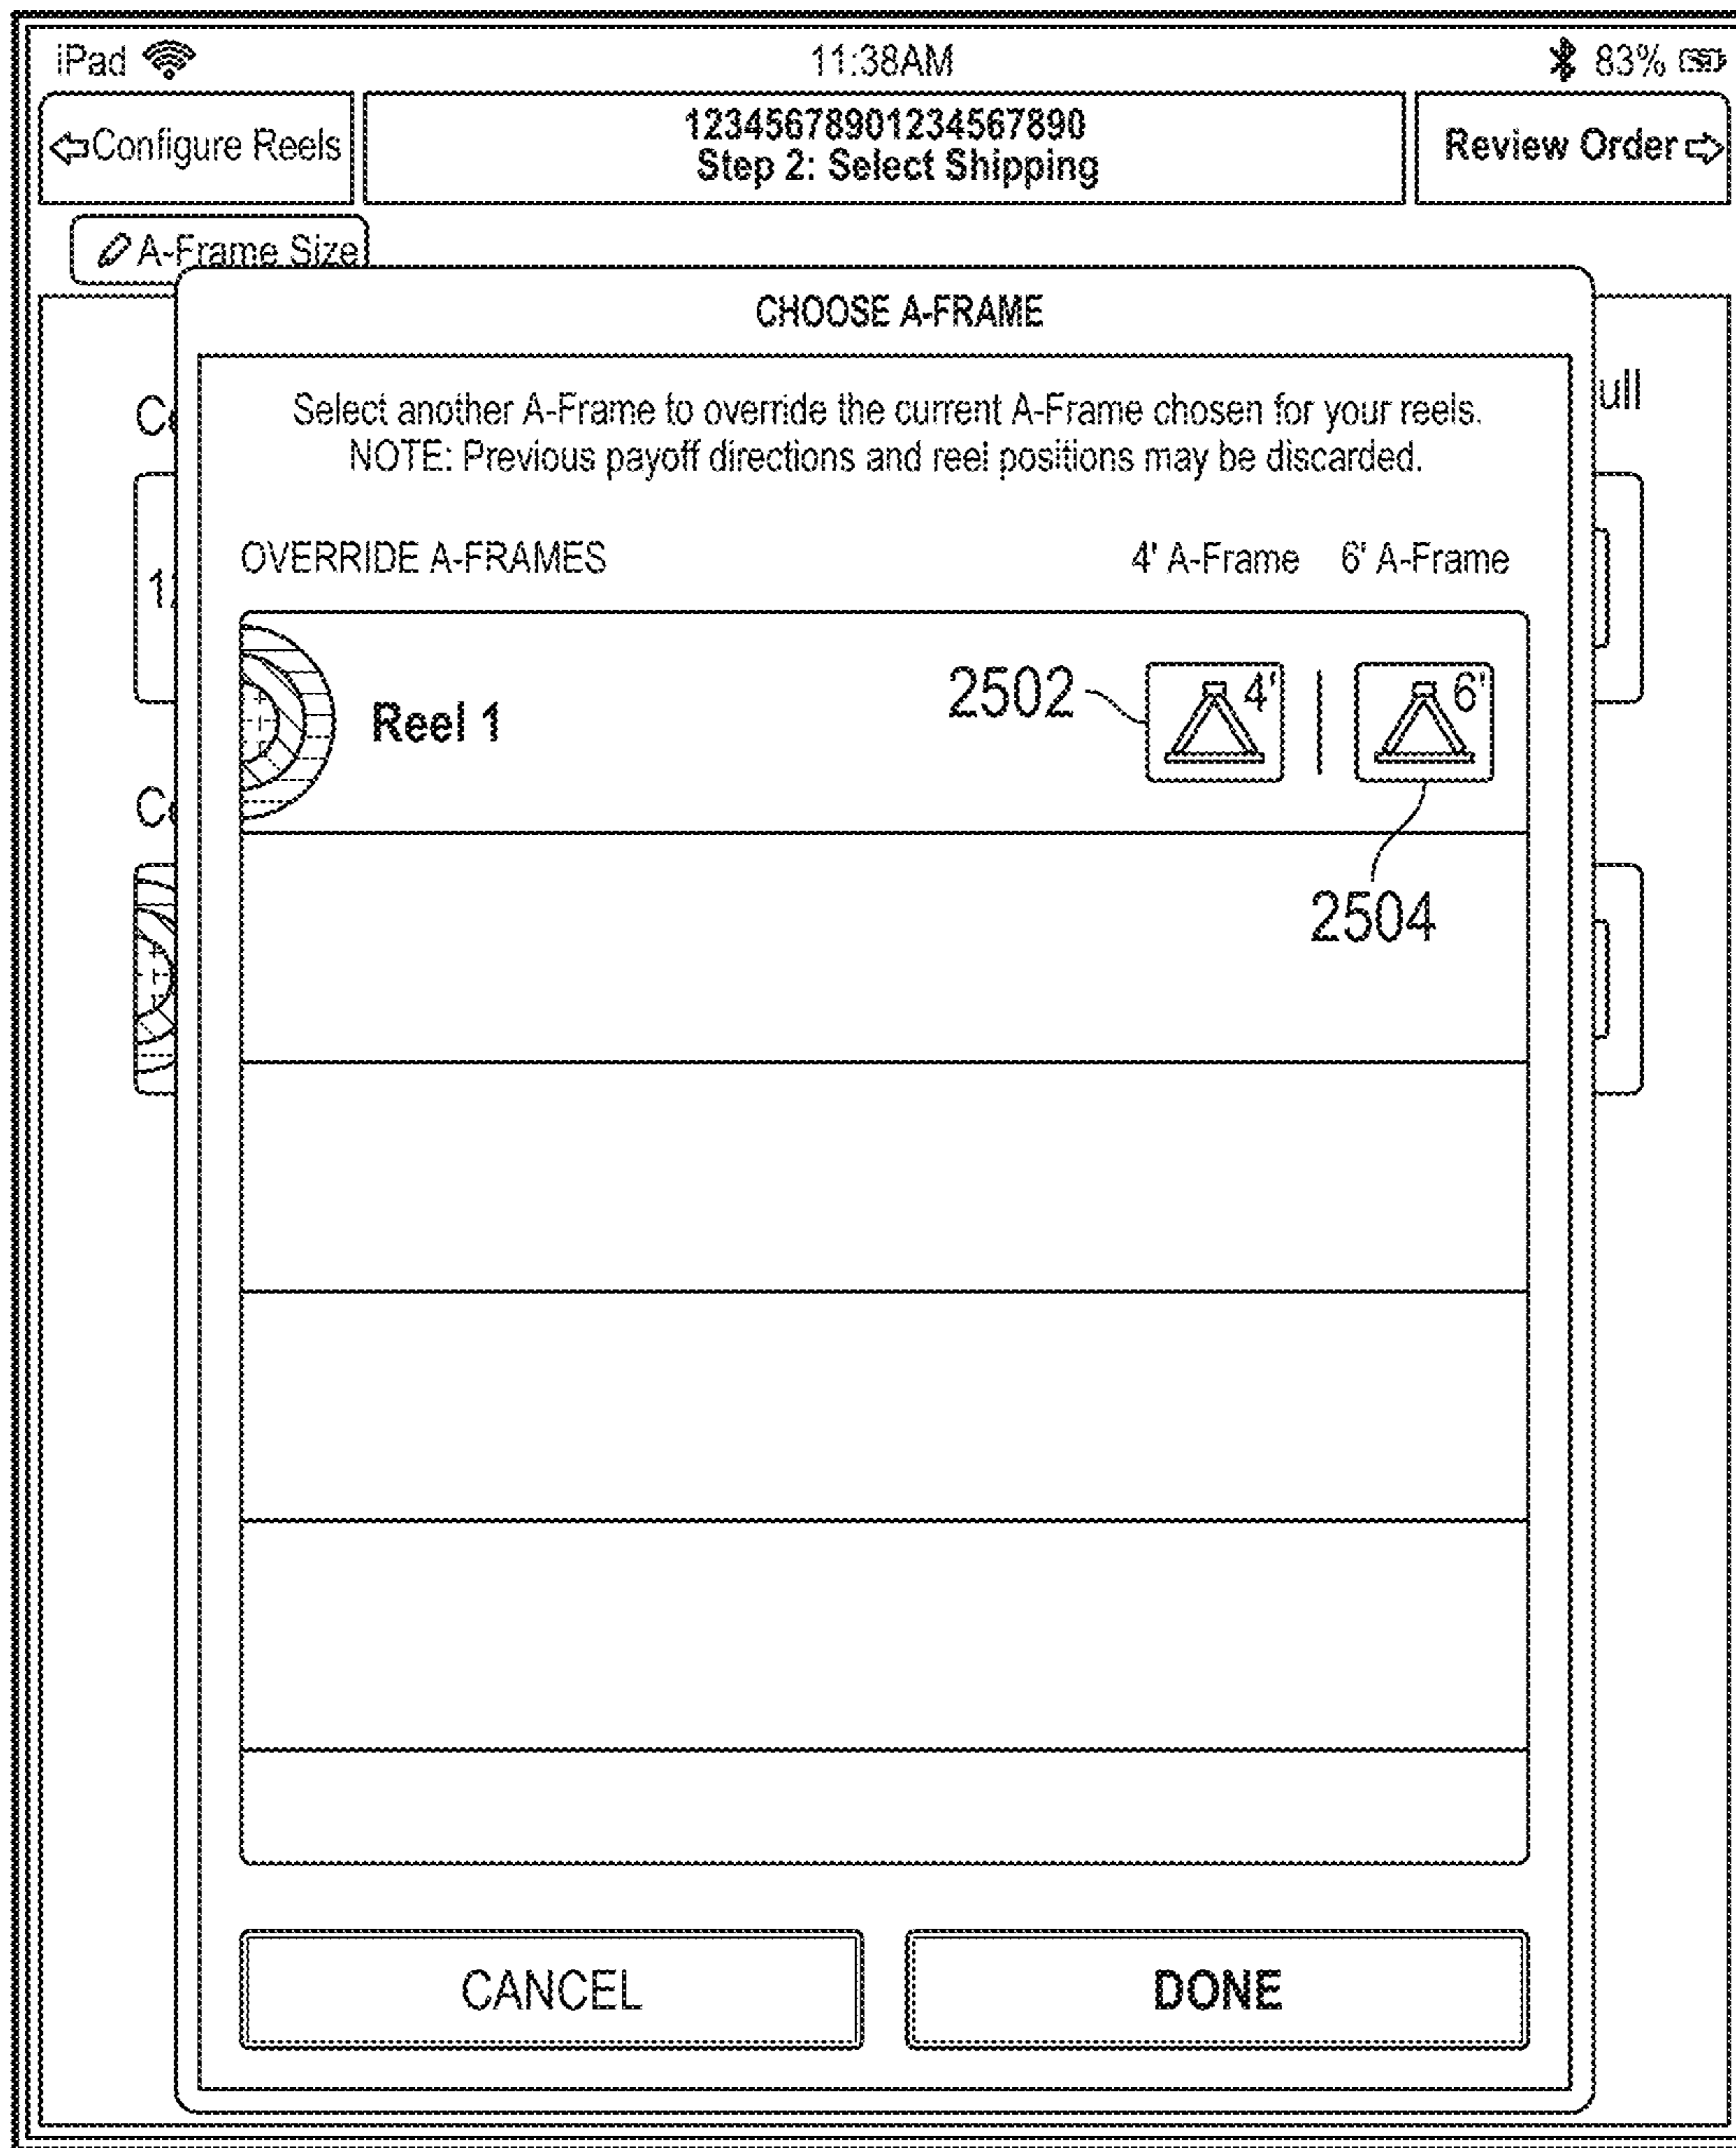 iPad 11:38AM 83%
Configure Reels
12345678901234567890
Step 2: Select Shipping
Review Order
A-Frame Size
CHOOSE A-FRAME
Select another A-Frame to override the current A-Frame chosen for your reels.
NOTE: Previous payoff directions and reel positions may be discarded.
OVERRIDE A-FRAMES 4' A-Frame 6' A-Frame
Reel 1 2502 4' 6'
2504
CANCEL DONE